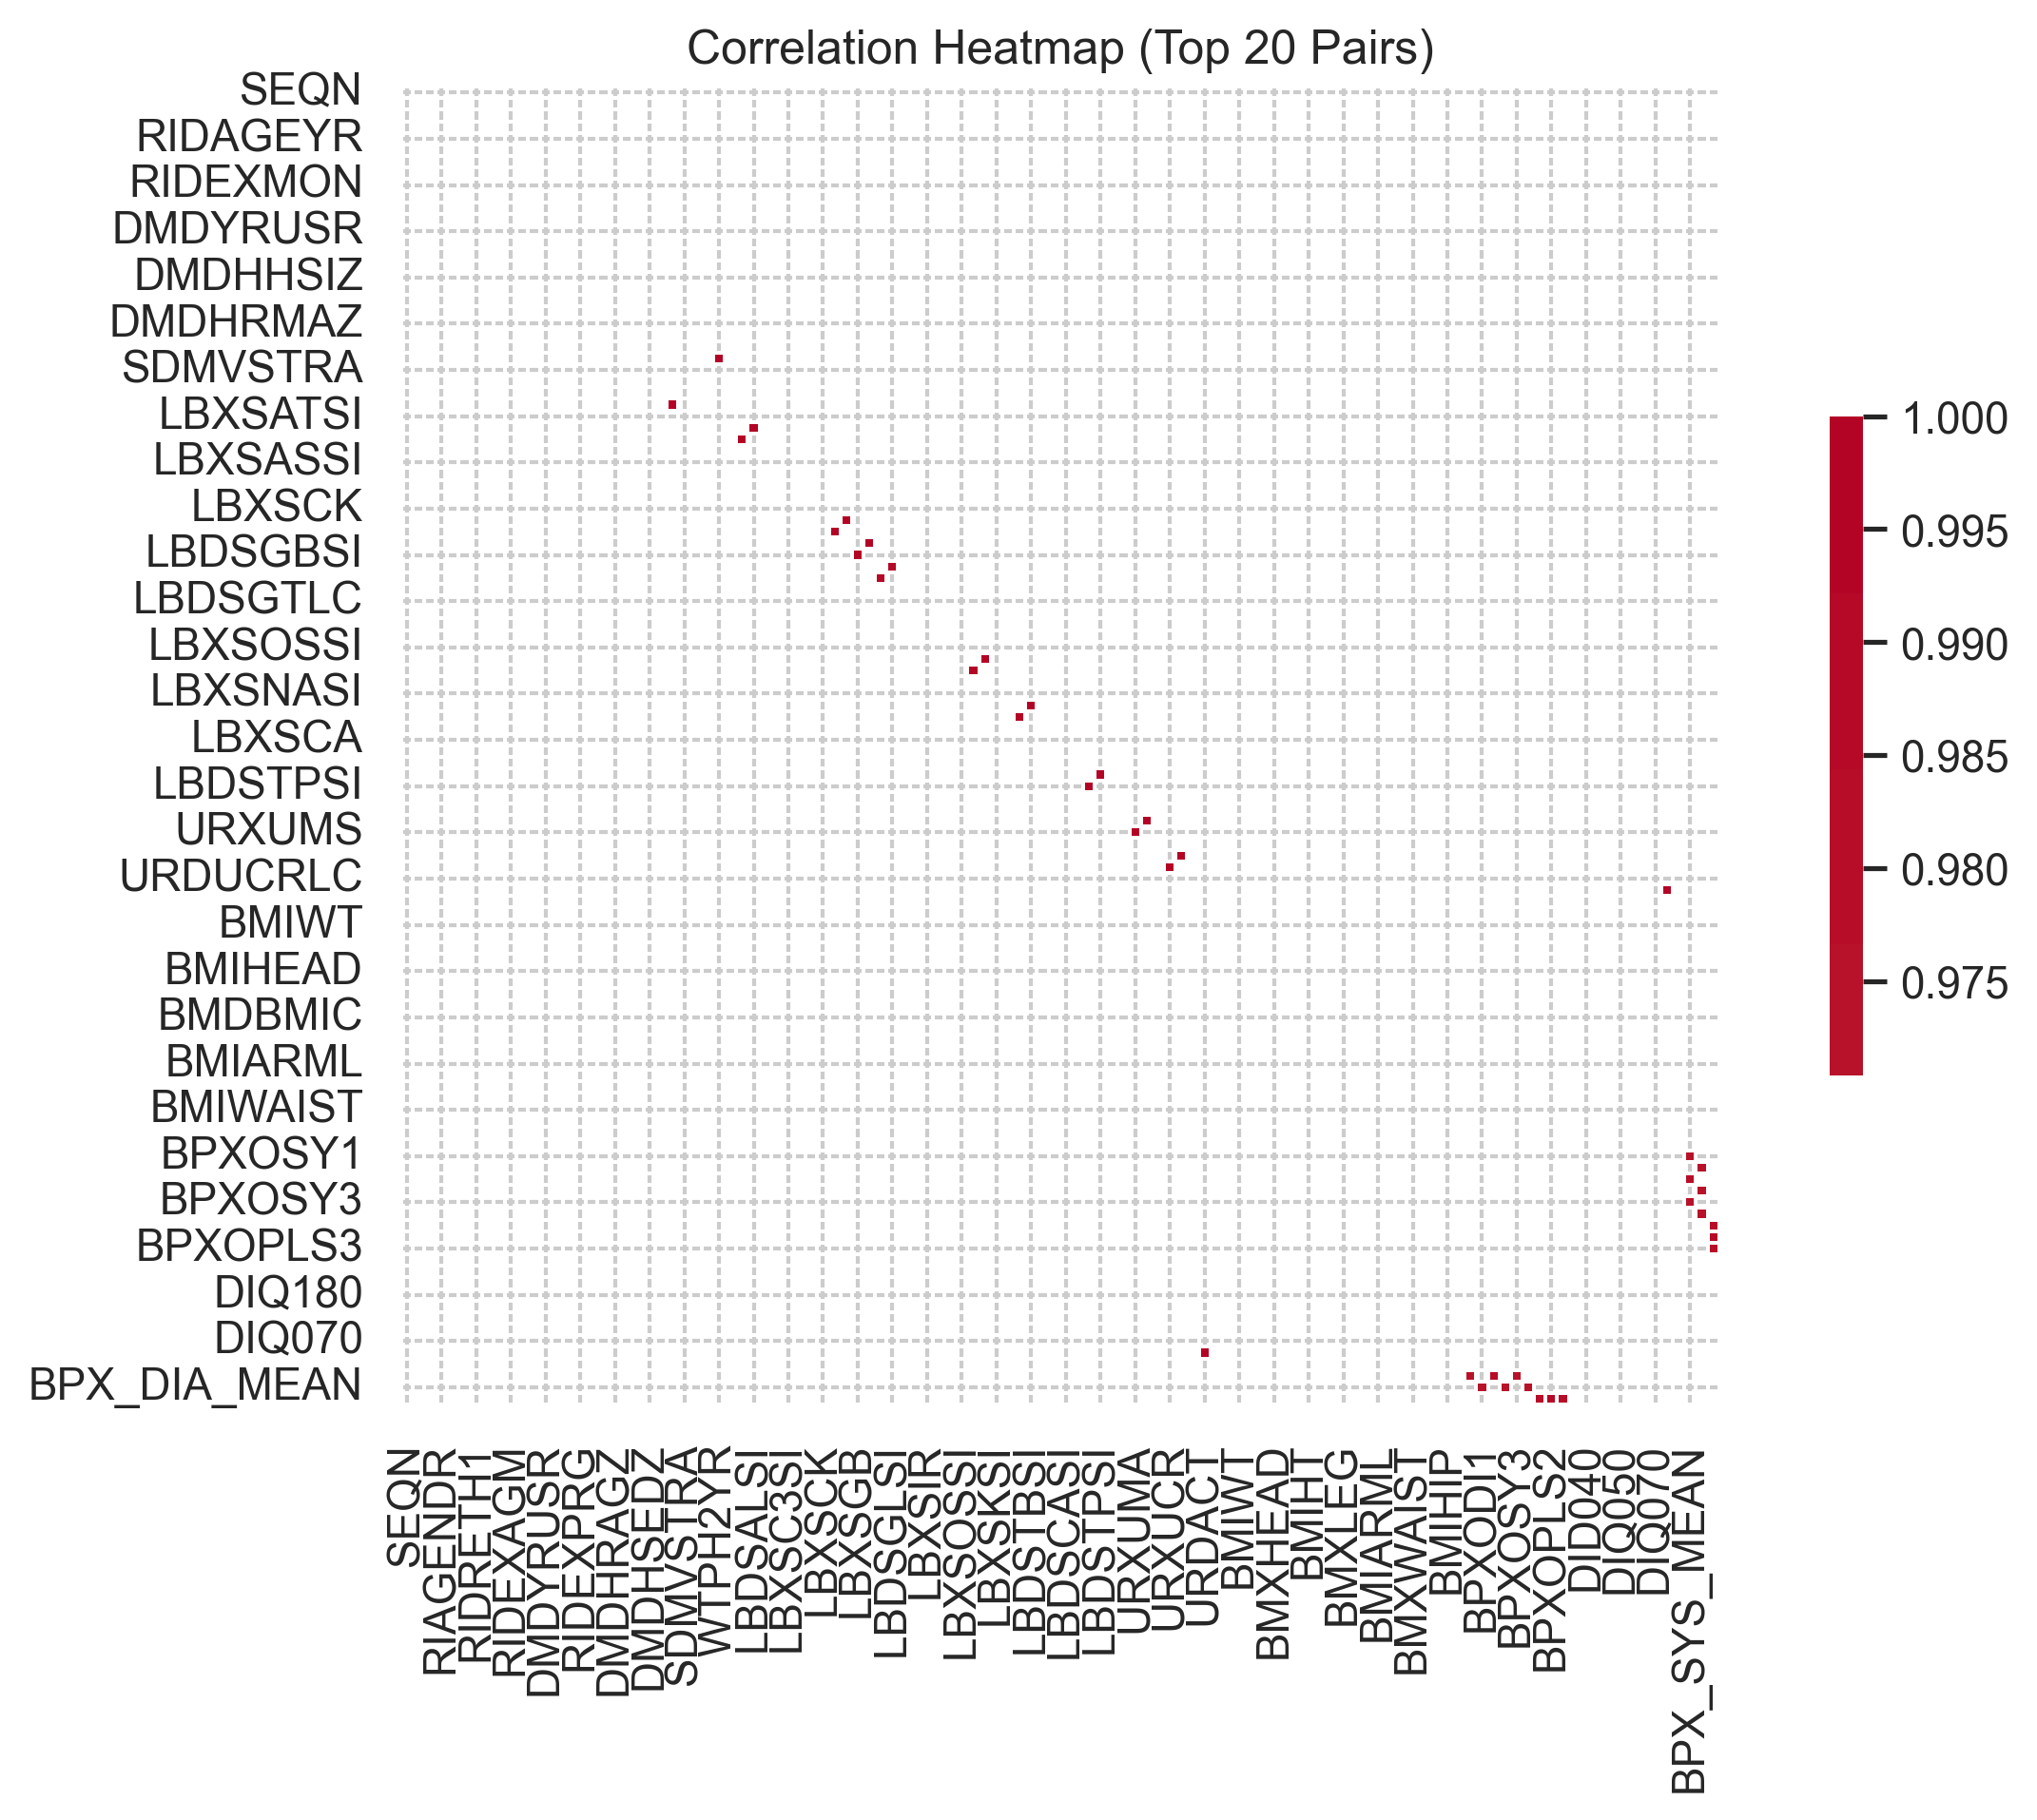 Correlation Heatmap (Top 20 Pairs)
SEQN
RIDAGEYR
RIDEXMON
DMDYRUSR
DMDHHSIZ
DMDHRMAZ
SDMVSTRA
LBXSATSI
LBXSASSI
LBXSCK
LBDSGBSI
LBDSGTLC
LBXSOSSI
LBXSNASI
LBXSCA
LBDSTPSI
URXUMS
URDUCRLC
BMIWT
BMIHEAD
BMDBMIC
BMIARML
BMIWAIST
BPXOSY1
BPXOSY3
BPXOPLS3
DIQ180
DIQ070
BPX_DIA_MEAN
SEQN
RIAGENDR
RIDRETH1
RIDEXAGM
DMDYRUSR
RIDEXPRG
DMDHRAGZ
DMDHSEDZ
SDMVSTRA
WTPH2YR
LBDSALSI
LBXSC3SI
LBXSCK
LBXSGB
LBDSGLSI
LBXSIR
LBXSOSSI
LBXSKSI
LBDSTBSI
LBDSCASI
LBDSTPSI
URXUMA
URXUCR
URDACT
BMIWT
BMXHEAD
BMIHT
BMXLEG
BMIARML
BMXWAIST
BMIHIP
BPXODI1
BPXOSY3
BPXOPLS2
DID040
DIQ050
DIQ070
BPX_SYS_MEAN
1.000
0.995
0.990
0.985
0.980
0.975